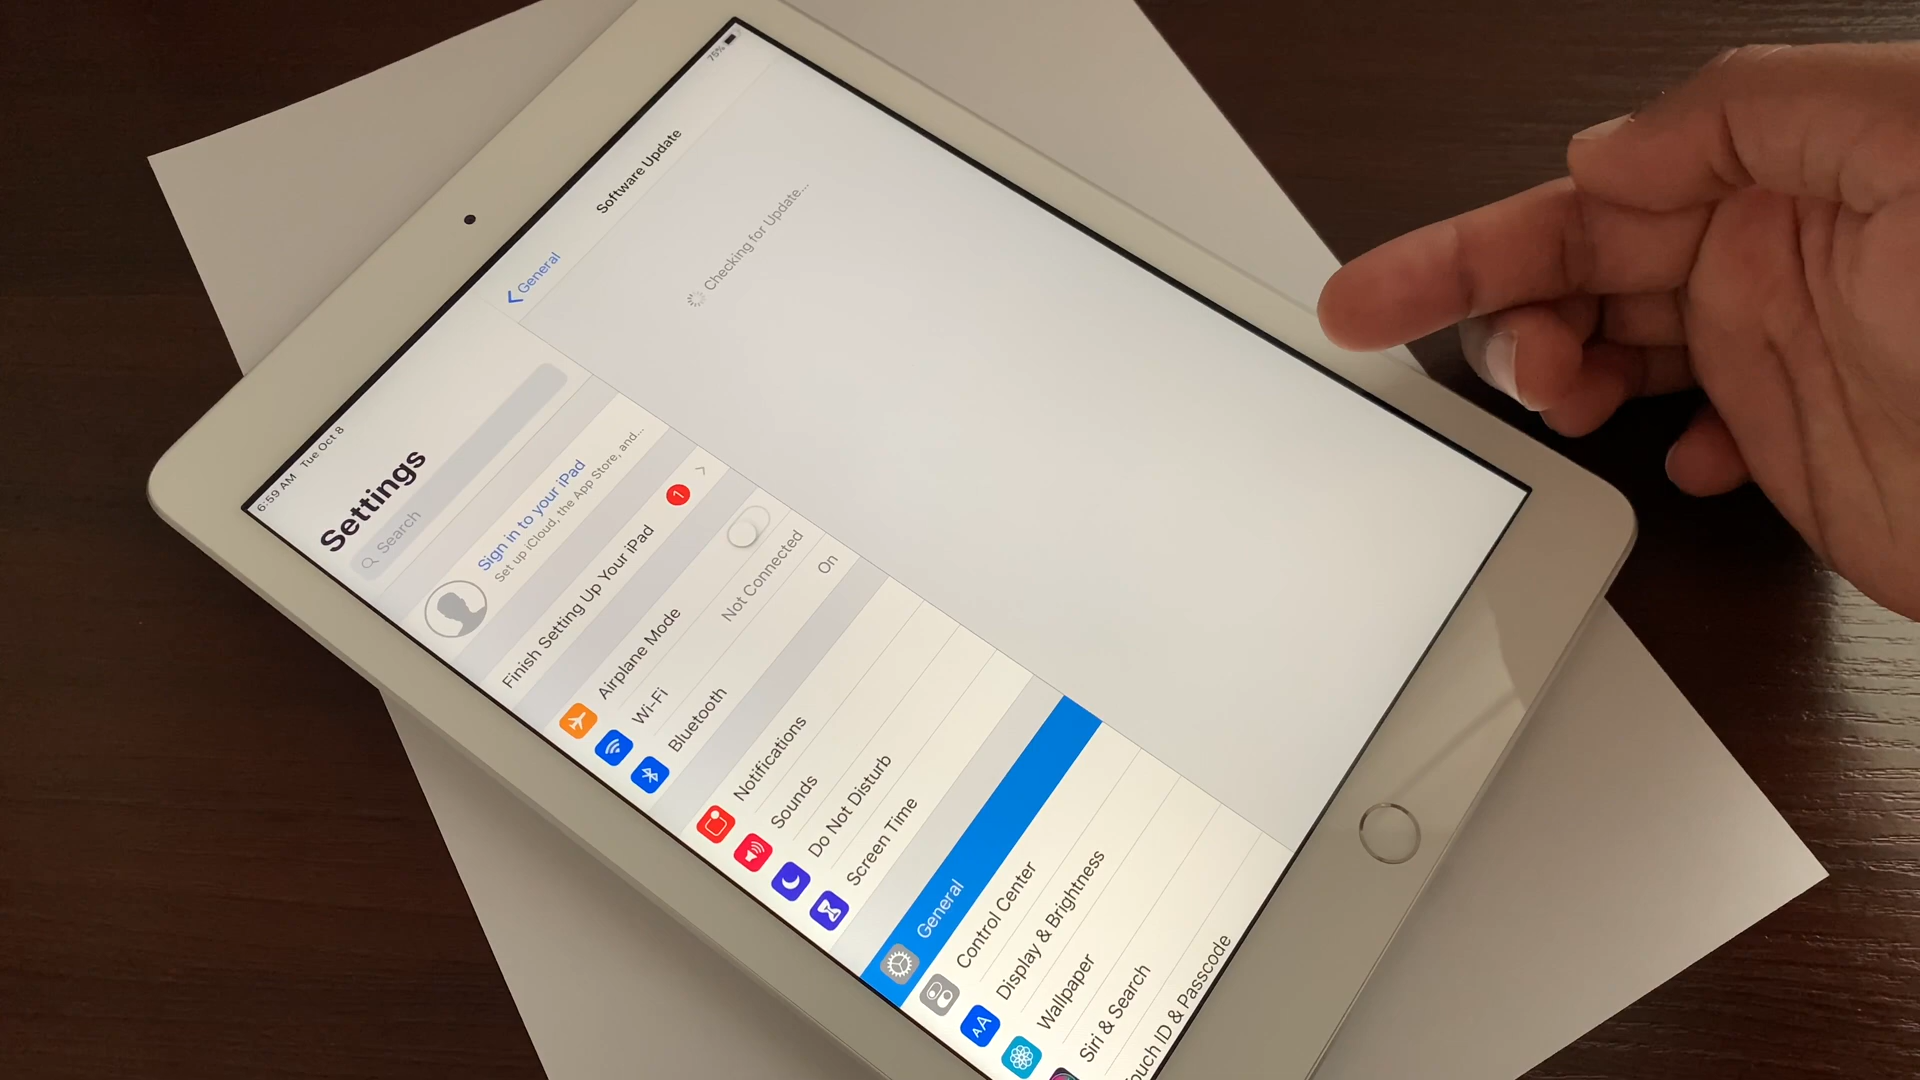 6:59 AM Tue Oct 8
75%
Settings
Search
Sign in to your iPad
Set up iCloud, the App Store, and...
Finish Setting Up Your iPad
1
Airplane Mode
Wi-Fi
Not Connected
Bluetooth
On
Notifications
Sounds
Do Not Disturb
Screen Time
General
Control Center
AA
Display & Brightness
Wallpaper
Siri & Search
Touch ID & Passcode
General
Software Update
Checking for Update...